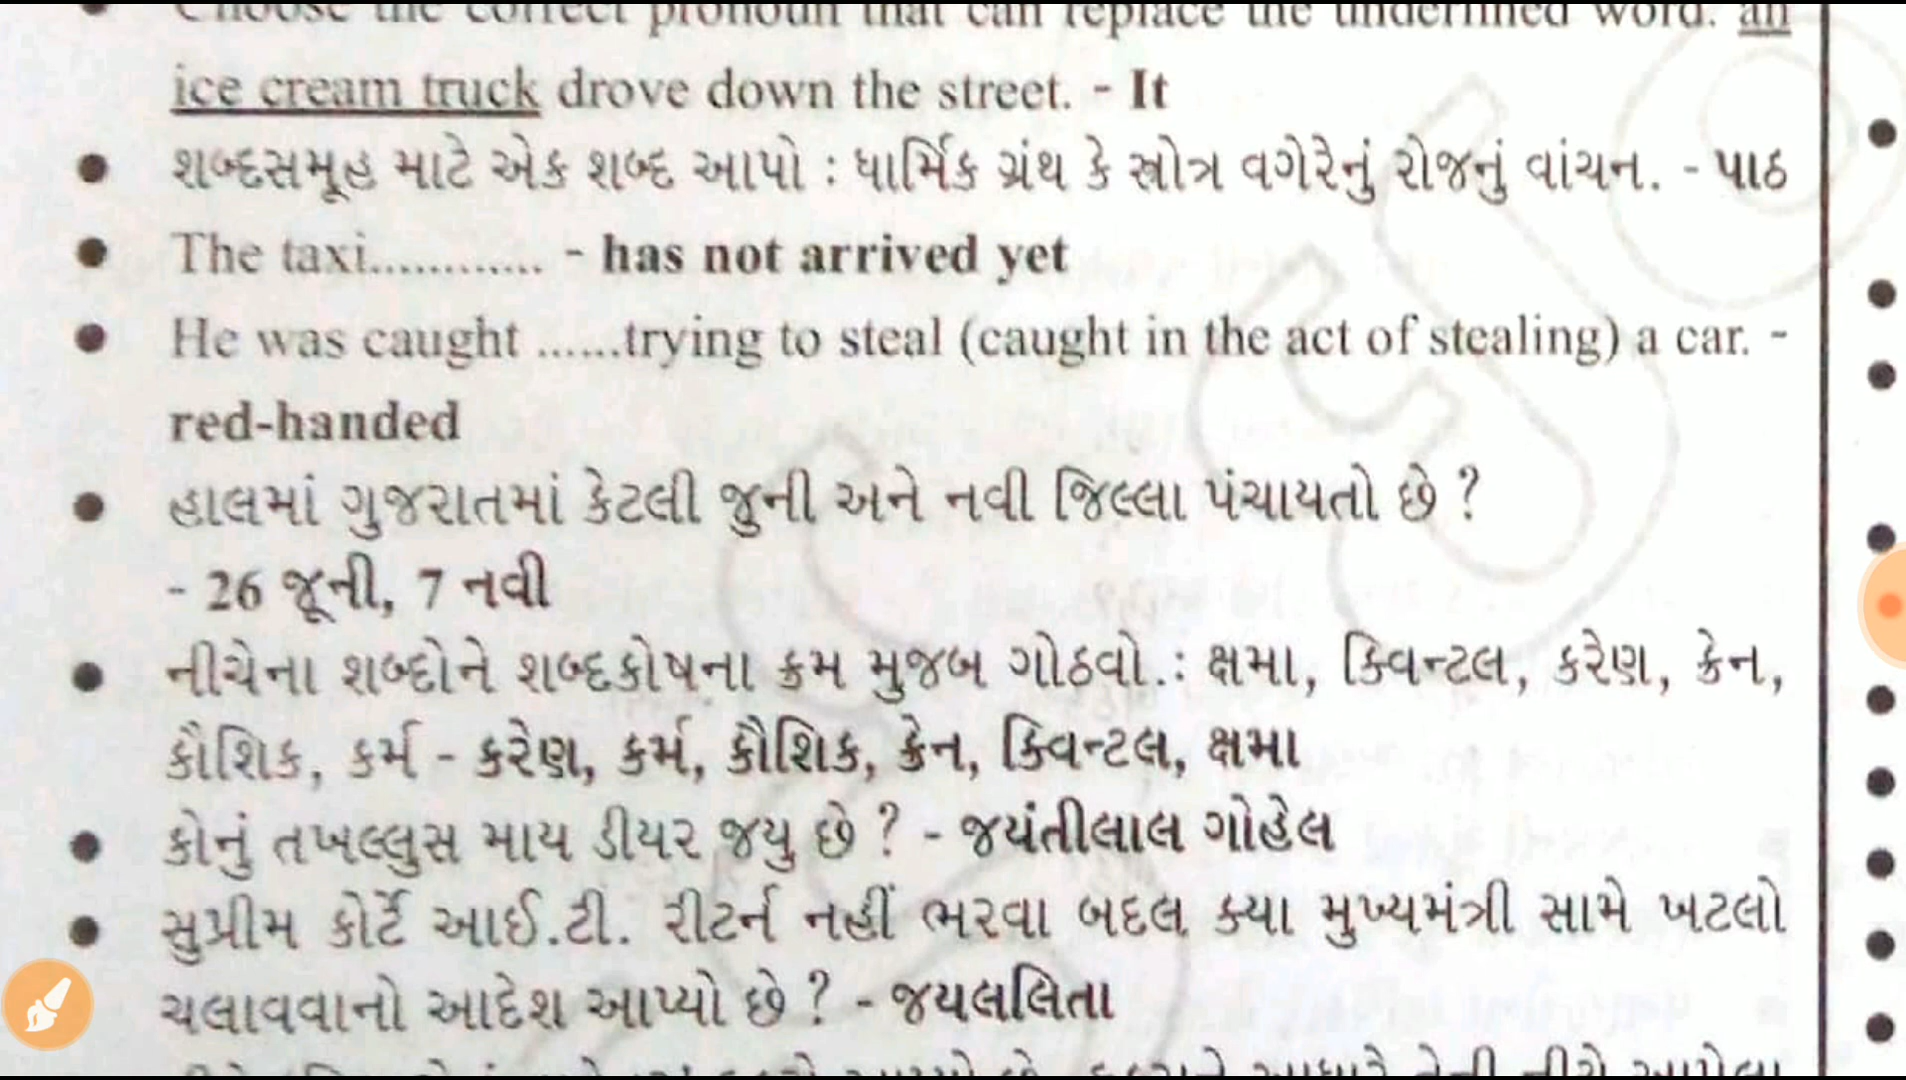 Choose the correct pronoun that can replace the underlined word. an
ice cream truck drove down the street. - It
શબ્દસમૂહ માટે એક શબ્દ આપો : ધાર્મિક ગ્રંથ કે સ્રોત્ર વગેરેનું રોજનું વાંચન. - પાઠ
The taxi............ - has not arrived yet
He was caught ......trying to steal (caught in the act of stealing) a car. -
red-handed
હાલમાં ગુજરાતમાં કેટલી જુની અને નવી જિલ્લા પંચાયતો છે ?
- 26 જૂની, 7 નવી
નીચેના શબ્દોને શબ્દકોષના ક્રમ મુજબ ગોઠવો.: ક્ષમા, ક્વિન્ટલ, કરેણ, ક્રેન,
કૌશિક, કર્મ - કરેણ, કર્મ, કૌશિક, ક્રેન, ક્વિન્ટલ, ક્ષમા
કોનું તખલ્લુસ માય ડીયર જયુ છે ? - જયંતીલાલ ગોહેલ
સુપ્રીમ કોર્ટે આઈ.ટી. રીટર્ન નહીં ભરવા બદલ ક્યા મુખ્યમંત્રી સામે ખટલો
ચલાવવાનો આદેશ આપ્યો છે ? - જયલલિતા